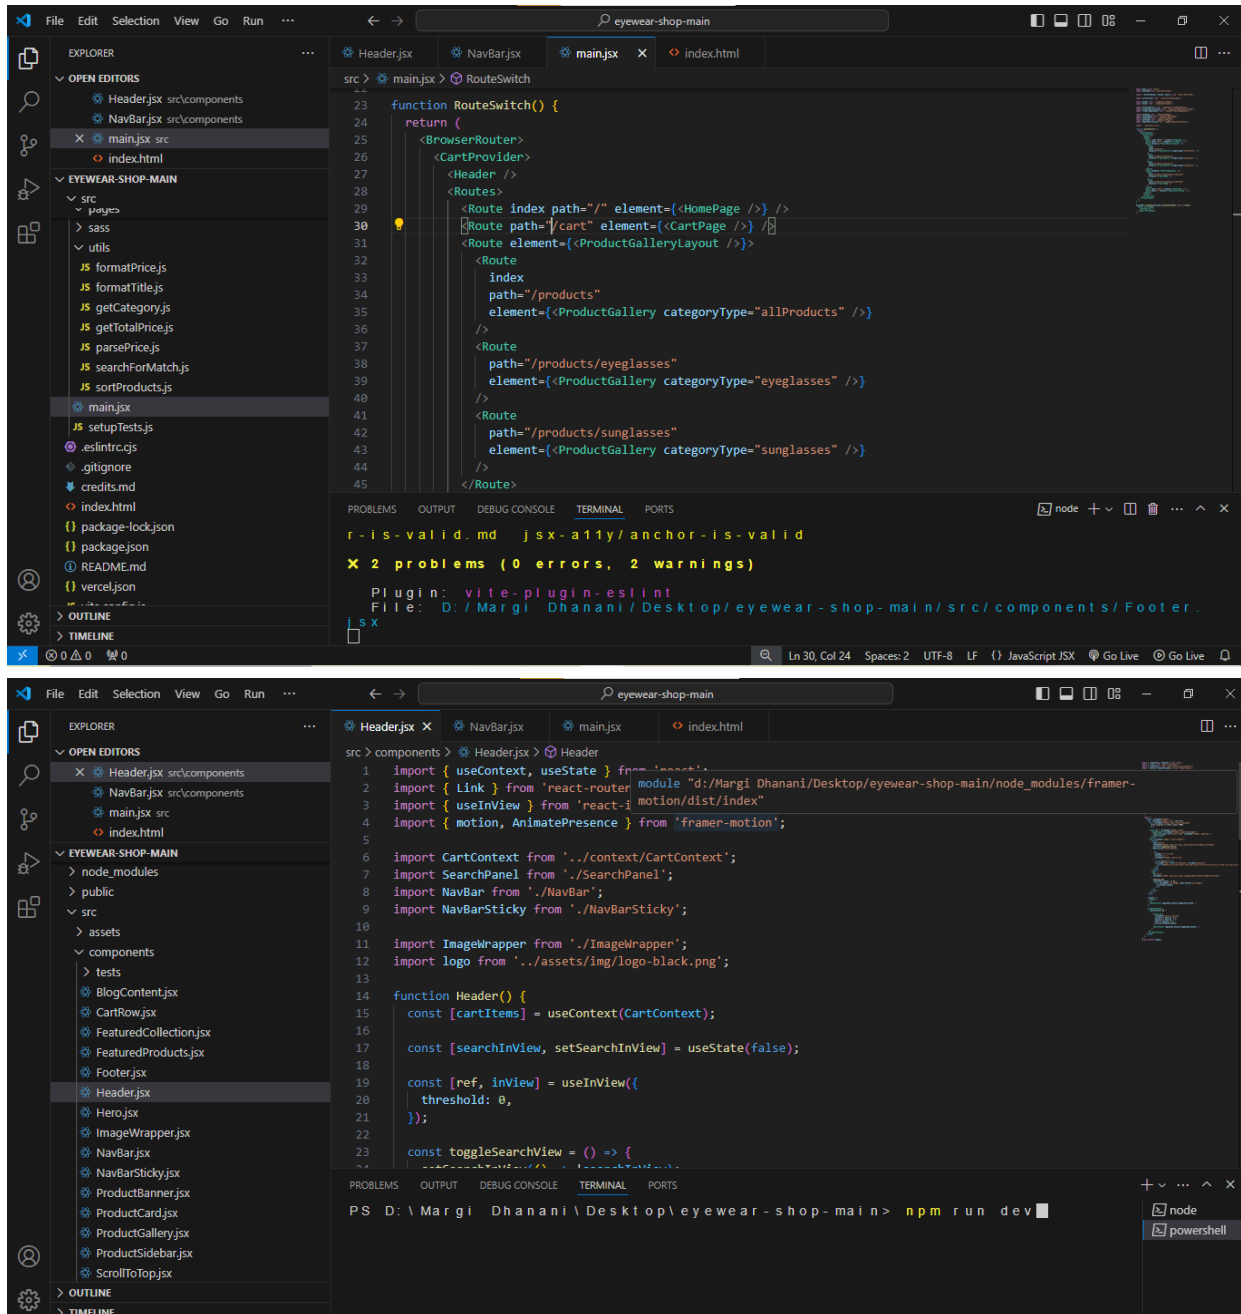 File Edit Selection View Go Run ··· eyewear-shop-main
EXPLORER ···
OPEN EDITORS
Header.jsx src\components
NavBar.jsx src\components
main.jsx src
index.html
EYEWEAR-SHOP-MAIN
src
pages
sass
utils
JS formatPrice.js
JS formatTitle.js
JS getCategory.js
JS getTotalPrice.js
JS parsePrice.js
JS searchForMatch.js
JS sortProducts.js
main.jsx
JS setupTests.js
.eslintrc.cjs
.gitignore
credits.md
index.html
{} package-lock.json
{} package.json
README.md
{} vercel.json
OUTLINE
TIMELINE
Header.jsx NavBar.jsx main.jsx index.html
src > main.jsx > RouteSwitch
23 function RouteSwitch() {
24 return (
25 <BrowserRouter>
26 <CartProvider>
27 <Header />
28 <Routes>
29 <Route index path="/" element={<HomePage />} />
30 <Route path="/cart" element={<CartPage />} />
31 <Route element={<ProductGalleryLayout />}>
32 <Route
33 index
34 path="/products"
35 element={<ProductGallery categoryType="allProducts" />}
36 />
37 <Route
38 path="/products/eyeglasses"
39 element={<ProductGallery categoryType="eyeglasses" />}
40 />
41 <Route
42 path="/products/sunglasses"
43 element={<ProductGallery categoryType="sunglasses" />}
44 />
45 </Route>
PROBLEMS OUTPUT DEBUG CONSOLE TERMINAL PORTS node
r-is-valid.md jsx-a11y/anchor-is-valid
✖ 2 problems (0 errors, 2 warnings)
Plugin: vite-plugin-eslint
File: D:/Margi Dhanani/Desktop/eyewear-shop-main/src/components/Footer.
jsx
0 0 0 Ln 30, Col 24 Spaces: 2 UTF-8 LF {} JavaScript JSX Go Live Go Live
File Edit Selection View Go Run ··· eyewear-shop-main
EXPLORER ···
OPEN EDITORS
Header.jsx src\components
NavBar.jsx src\components
main.jsx src
index.html
EYEWEAR-SHOP-MAIN
node_modules
public
src
assets
components
tests
BlogContent.jsx
CartRow.jsx
FeaturedCollection.jsx
FeaturedProducts.jsx
Footer.jsx
Header.jsx
Hero.jsx
ImageWrapper.jsx
NavBar.jsx
NavBarSticky.jsx
ProductBanner.jsx
ProductCard.jsx
ProductGallery.jsx
ProductSidebar.jsx
ScrollToTop.jsx
OUTLINE
TIMELINE
Header.jsx NavBar.jsx main.jsx index.html
src > components > Header.jsx > Header
1 import { useContext, useState } from 'react';
2 import { Link } from 'react-router
3 import { useInView } from 'react-i
module "d:/Margi Dhanani/Desktop/eyewear-shop-main/node_modules/framer-
motion/dist/index"
4 import { motion, AnimatePresence } from 'framer-motion';
5
6 import CartContext from '../context/CartContext';
7 import SearchPanel from './SearchPanel';
8 import NavBar from './NavBar';
9 import NavBarSticky from './NavBarSticky';
10
11 import ImageWrapper from './ImageWrapper';
12 import logo from '../assets/img/logo-black.png';
13
14 function Header() {
15 const [cartItems] = useContext(CartContext);
16
17 const [searchInView, setSearchInView] = useState(false);
18
19 const [ref, inView] = useInView({
20 threshold: 0,
21 });
22
23 const toggleSearchView = () => {
PROBLEMS OUTPUT DEBUG CONSOLE TERMINAL PORTS
PS D:\Margi Dhanani\Desktop\eyewear-shop-main> npm run dev
node
powershell